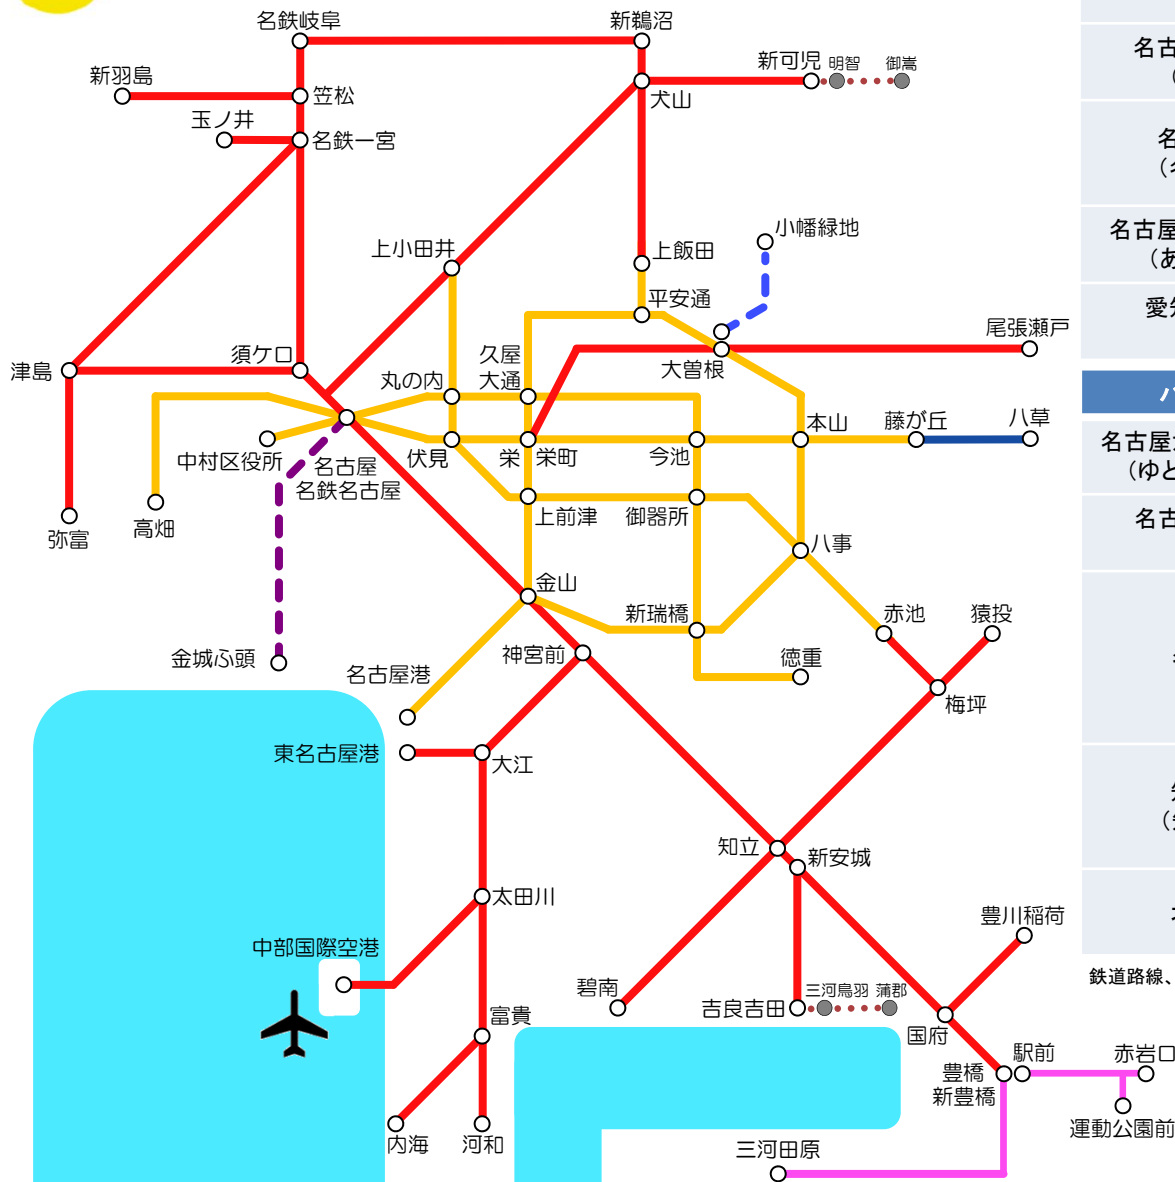 名鉄岐阜
新鵜沼
新可児
明智
御嵩
新羽島
笠松
犬山
玉ノ井
名鉄一宮
小幡緑地
上小田井
上飯田
平安通
尾張瀬戸
須ケ口
津島
久屋
大通
大曽根
丸の内
本山
藤が丘
八草
中村区役所
名古屋
名鉄名古屋
伏見
栄
栄町
今池
高畑
弥富
上前津
御器所
八事
金山
新瑞橋
赤池
猿投
神宮前
金城ふ頭
名古屋港
徳重
梅坪
東名古屋港
大江
知立
新安城
太田川
豊川稲荷
中部国際空港
碧南
吉良吉田
三河鳥羽
蒲郡
富貴
国府
豊橋
新豊橋
駅前
赤岩口
運動公園前
内海
河和
三河田原
名古
(
名
(名
名古屋
(あ
愛知
バ
名古屋
(ゆと
名古
(
鉄道路線、